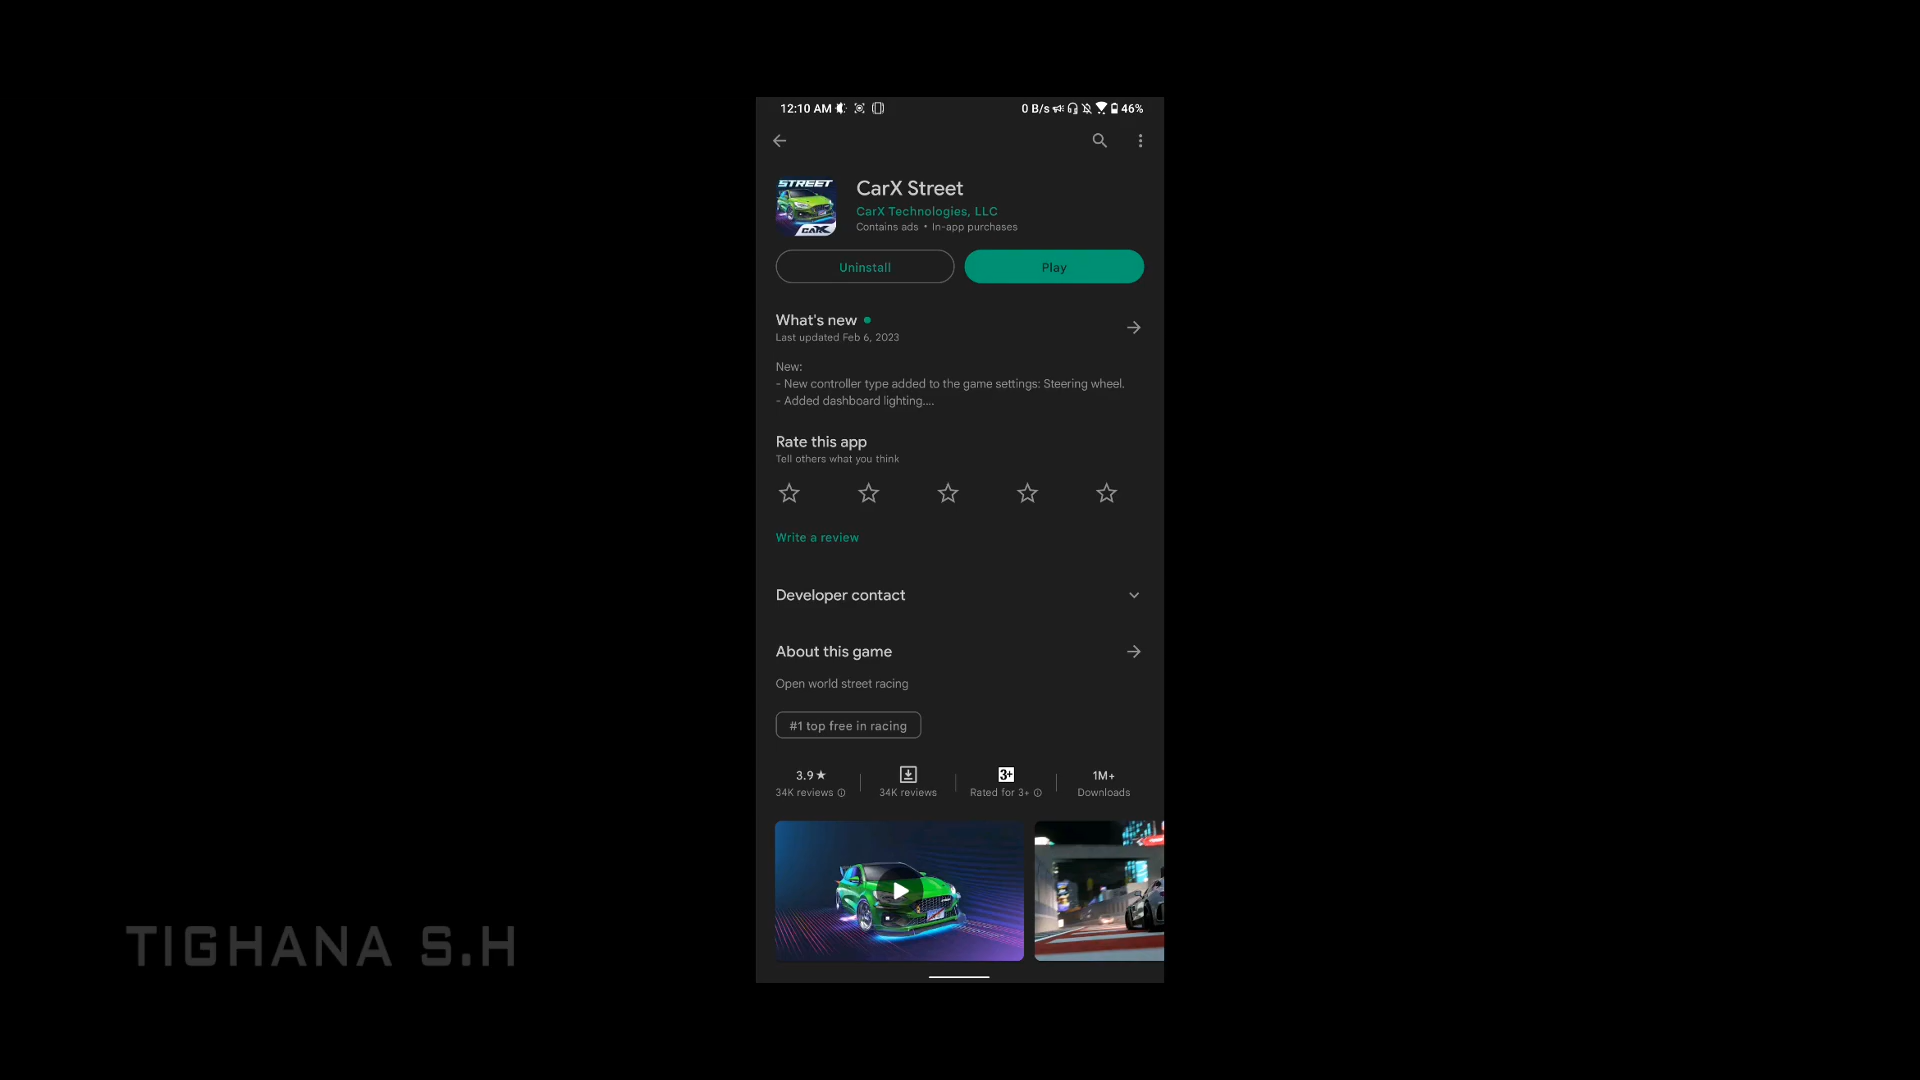 12:10 AM 0 B/s 46%
STREET
CARX
CarX Street
CarX Technologies, LLC
Contains ads • In-app purchases
Uninstall Play
What's new
Last updated Feb 6, 2023
New:
- New controller type added to the game settings: Steering wheel.
- Added dashboard lighting....
Rate this app
Tell others what you think
Write a review
Developer contact
About this game
Open world street racing
#1 top free in racing
3.9★ 3+ 1M+
34K reviews 34K reviews Rated for 3+ Downloads
TIGHANA S.H